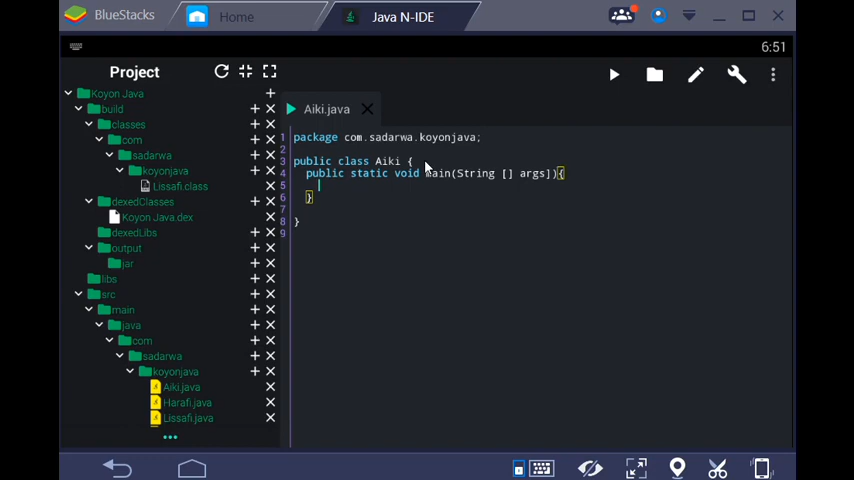 BlueStacks
Home
Java N-IDE
6:51
Project
Koyon Java
build
classes
com
sadarwa
koyonjava
Lissafi.class
dexedClasses
Koyon Java.dex
dexedLibs
output
jar
libs
src
main
java
com
sadarwa
koyonjava
Aiki.java
Harafi.java
Lissafi.java
Aiki.java
1 package com.sadarwa.koyonjava;
2
3 public class Aiki {
4 public static void main(String [] args]){
5
6 }
7
8 }
9